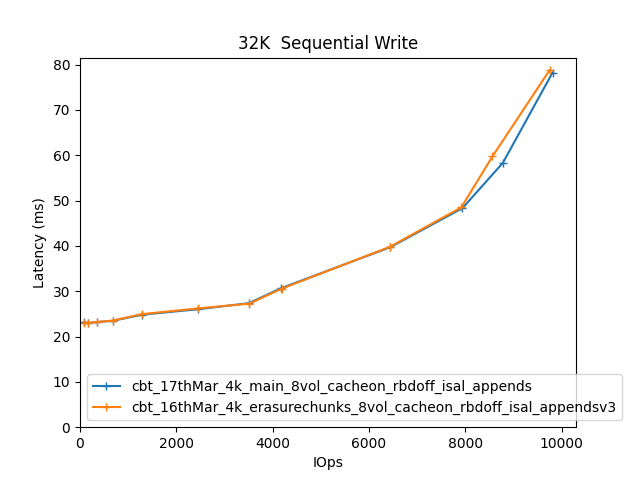 32K  Sequential Write
80
70
60
50
40
30
20
10
0
Latency (ms)
cbt_17thMar_4k_main_8vol_cacheon_rbdoff_isal_appends
cbt_16thMar_4k_erasurechunks_8vol_cacheon_rbdoff_isal_appendsv3
0 2000 4000 6000 8000 10000
IOps